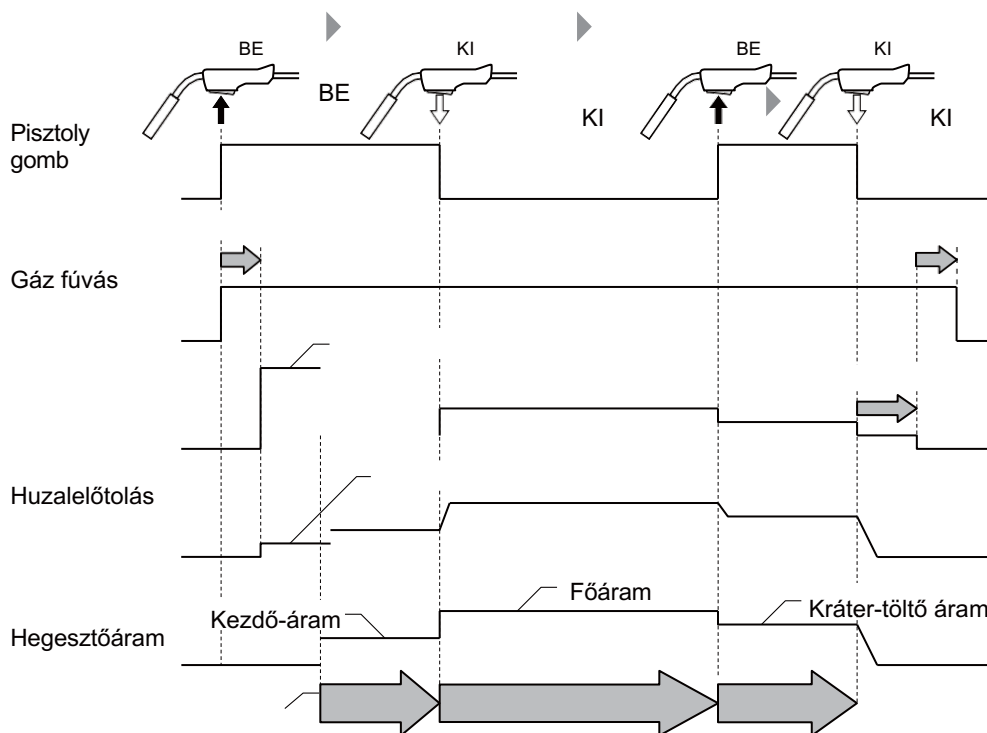 BE
KI
BE
KI
BE
KI
KI
Pisztoly
gomb
Gáz fúvás
Huzalelőtolás
Hegesztőáram
Kezdő-áram
Főáram
Kráter-töltő áram